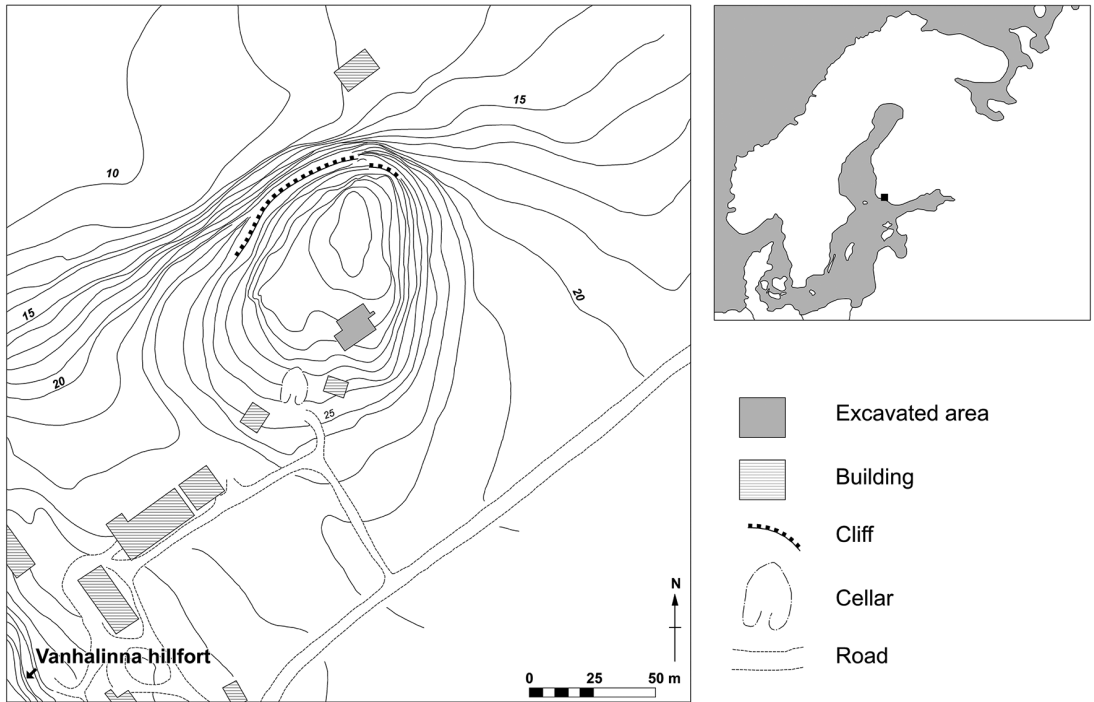 15
10
20
15
20
25
Vanhalinna hillfort
N
0 25 50 m
Excavated area
Building
Cliff
Cellar
Road